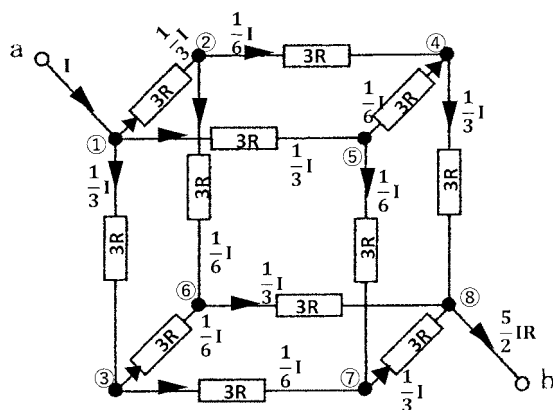 a
I
1/3 I
②
1/6 I
3R
④
3R
①
3R
1/3 I
1/6 I
3R
⑤
1/3 I
1/3 I
3R
3R
1/6 I
3R
3R
⑥
1/6 I
1/3 I
3R
⑧
5/2 IR
3R
1/6 I
3R
③
1/6 I
3R
⑦
1/3 I
b